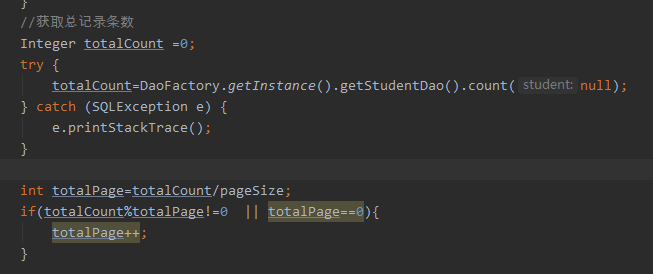 }
//获取总记录条数
Integer totalCount =0;
try {
totalCount=DaoFactory.getInstance().getStudentDao().count( student: null);
} catch (SQLException e) {
e.printStackTrace();
}
int totalPage=totalCount/pageSize;
if(totalCount%totalPage!=0 || totalPage==0){
totalPage++;
}